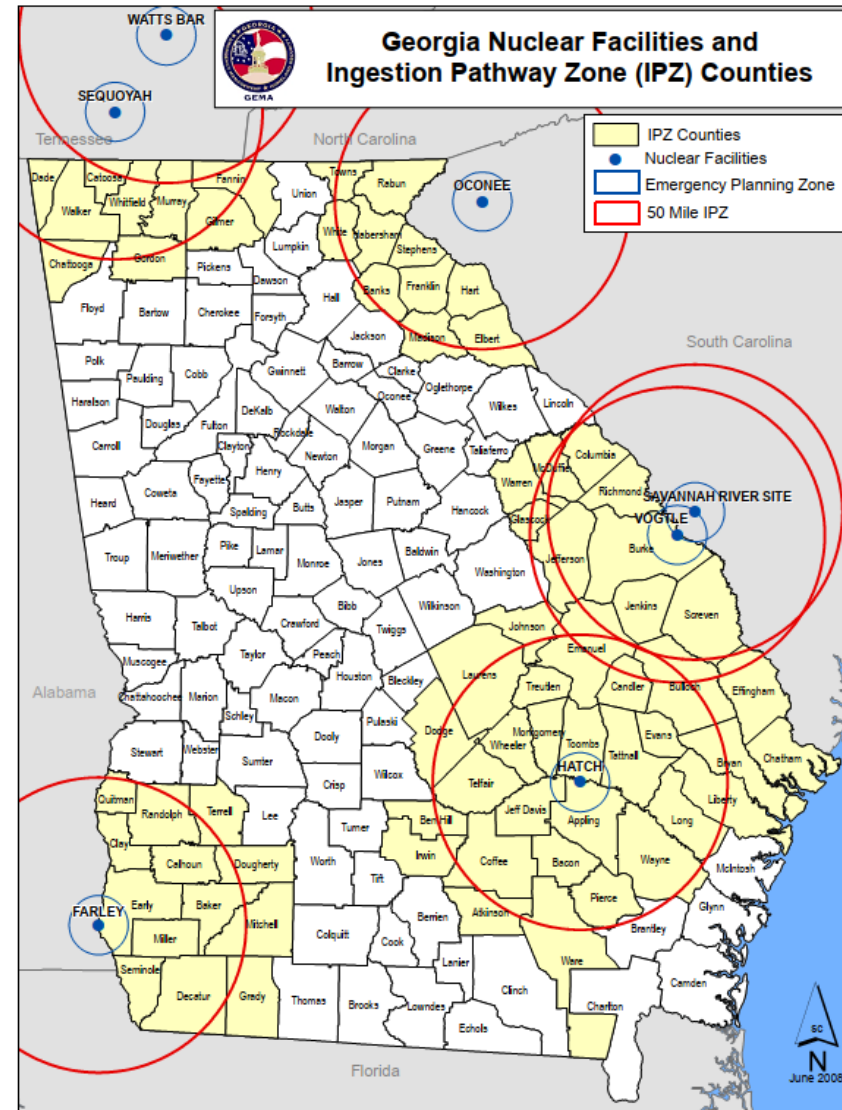 WATTS BAR
Georgia Nuclear Facilities and
Ingestion Pathway Zone (IPZ) Counties
GEMA
SEQUOYAH
Tennessee
North Carolina
IPZ Counties
Nuclear Facilities
Emergency Planning Zone
50 Mile IPZ
OCONEE
Dade
Catoosa
Whitfield
Murray
Fannin
Union
Towns
Rabun
Walker
Gilmer
White
Habersham
Stephens
Lumpkin
Chattooga
Gordon
Pickens
Dawson
Banks
Franklin
Hart
Floyd
Bartow
Cherokee
Forsyth
Hall
Jackson
Madison
Elbert
South Carolina
Polk
Paulding
Cobb
Gwinnett
Barrow
Clarke
Oconee
Oglethorpe
Wilkes
Lincoln
Haralson
Douglas
Fulton
DeKalb
Rockdale
Walton
Carroll
Clayton
Newton
Morgan
Greene
Taliaferro
Columbia
McDuffie
Warren
Richmond
Heard
Coweta
Fayette
Henry
Spalding
Butts
Jasper
Putnam
Hancock
Glascock
SAVANNAH RIVER SITE
VOGTLE
Burke
Troup
Meriwether
Pike
Lamar
Monroe
Jones
Baldwin
Jefferson
Washington
Upson
Wilkinson
Jenkins
Screven
Harris
Talbot
Crawford
Bibb
Twiggs
Johnson
Emanuel
Taylor
Peach
Houston
Muscogee
Alabama
Chattahoochee
Marion
Macon
Bleckley
Laurens
Treutlen
Candler
Bulloch
Effingham
Schley
Dooly
Pulaski
Dodge
Wheeler
Montgomery
Toombs
Tattnall
Evans
Bryan
Chatham
Stewart
Webster
Sumter
Crisp
Wilcox
Telfair
HATCH
Liberty
Quitman
Randolph
Terrell
Lee
Turner
Ben Hill
Jeff Davis
Appling
Long
Clay
Calhoun
Dougherty
Worth
Tift
Irwin
Coffee
Bacon
Wayne
McIntosh
FARLEY
Early
Baker
Mitchell
Colquitt
Cook
Berrien
Atkinson
Pierce
Brantley
Glynn
Miller
Seminole
Decatur
Grady
Thomas
Brooks
Lowndes
Lanier
Clinch
Echols
Ware
Charlton
Camden
Florida
SC
N
June 2008